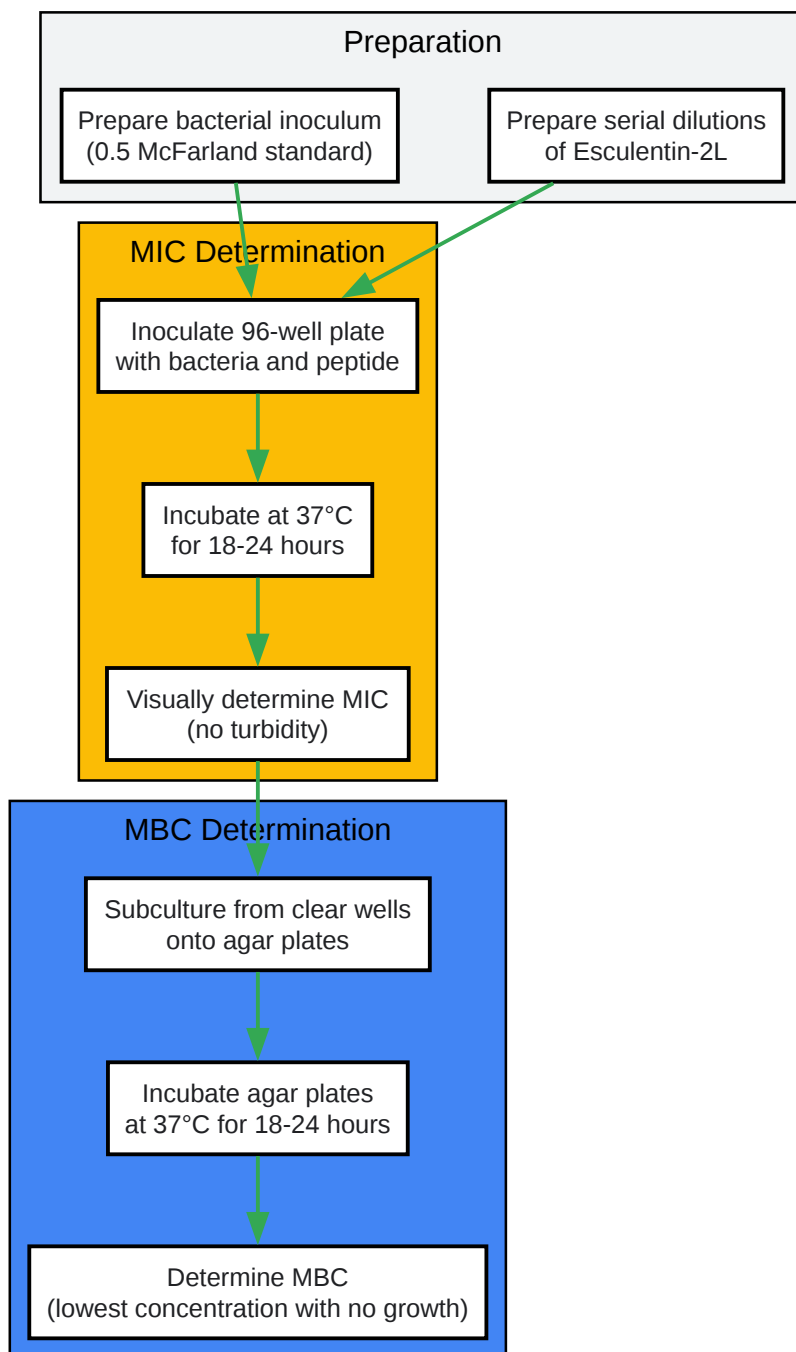 Preparation
Prepare bacterial inoculum
(0.5 McFarland standard)
Prepare serial dilutions
of Esculentin-2L
MIC Determination
Inoculate 96-well plate
with bacteria and peptide
Incubate at 37°C
for 18-24 hours
Visually determine MIC
(no turbidity)
MBC Determination
Subculture from clear wells
onto agar plates
Incubate agar plates
at 37°C for 18-24 hours
Determine MBC
(lowest concentration with no growth)